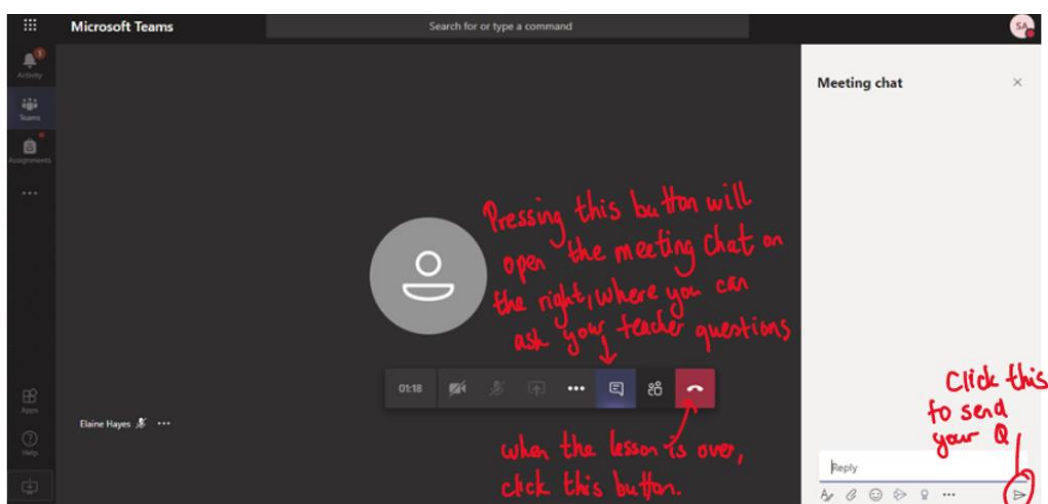 Microsoft Teams
Search for or type a command
SA
1
Activity
Teams
Assignments
Meeting chat
Pressing this button will
open the meeting chat on
the right, where you can
ask your teacher questions
01:18
Apps
Help
Elaine Hayes
when the lesson is over,
click this button.
Click this
to send
your Q
Reply